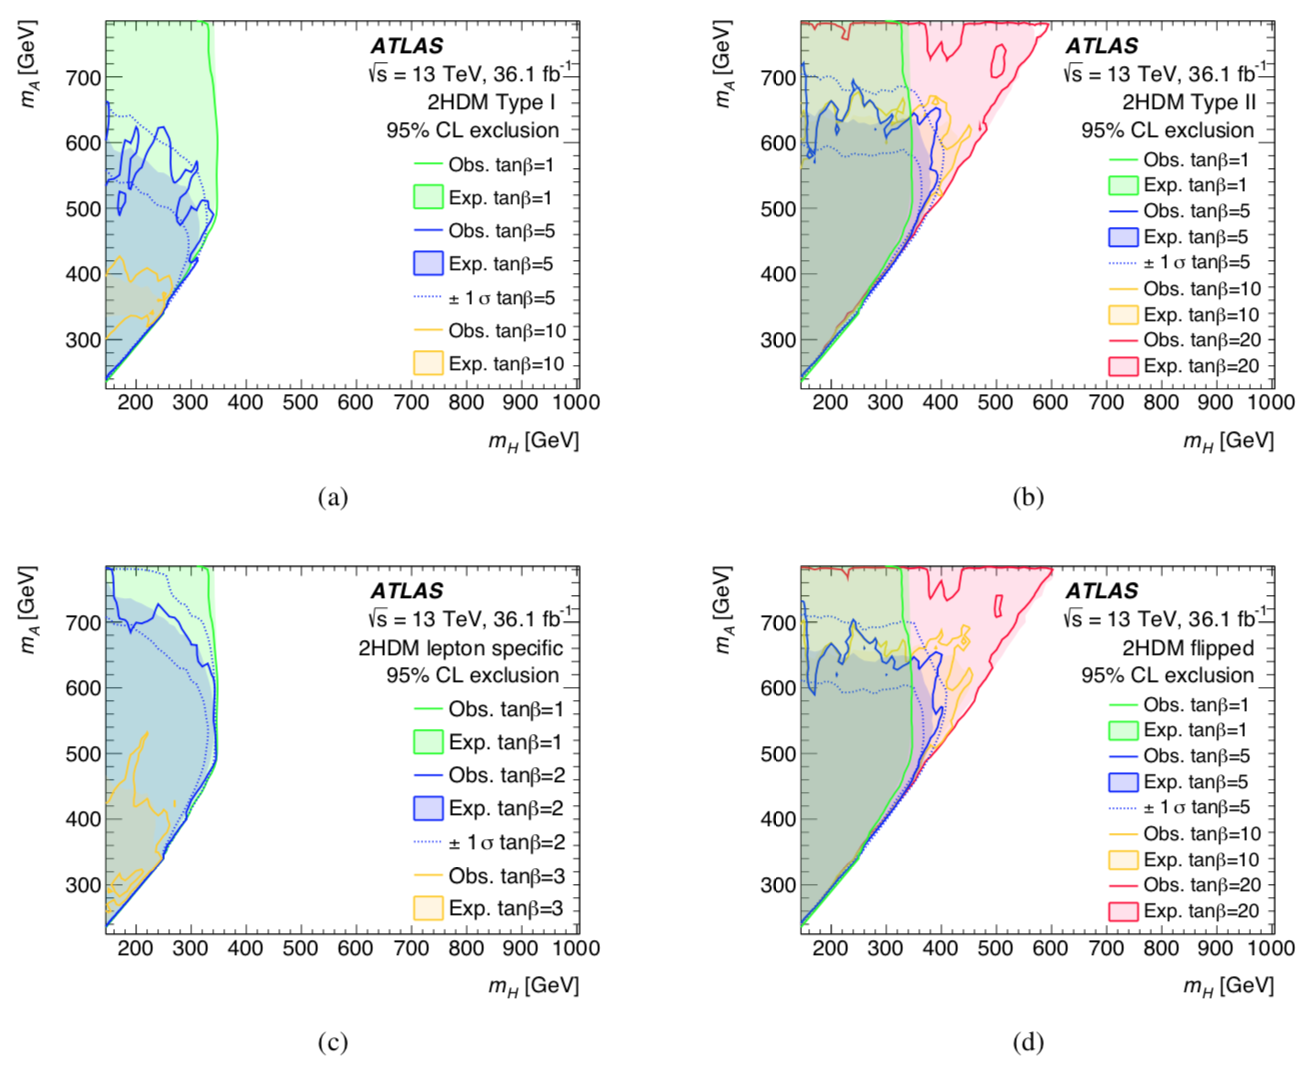 m_A [GeV]
700
600
500
400
300
ATLAS
√s = 13 TeV, 36.1 fb⁻¹
2HDM Type I
95% CL exclusion
Obs. tanβ=1
Exp. tanβ=1
Obs. tanβ=5
Exp. tanβ=5
± 1 σ tanβ=5
Obs. tanβ=10
Exp. tanβ=10
200 300 400 500 600 700 800 900 1000
m_H [GeV]
(a)
m_A [GeV]
700
600
500
400
300
ATLAS
√s = 13 TeV, 36.1 fb⁻¹
2HDM Type II
95% CL exclusion
Obs. tanβ=1
Exp. tanβ=1
Obs. tanβ=5
Exp. tanβ=5
± 1 σ tanβ=5
Obs. tanβ=10
Exp. tanβ=10
Obs. tanβ=20
Exp. tanβ=20
200 300 400 500 600 700 800 900 1000
m_H [GeV]
(b)
m_A [GeV]
700
600
500
400
300
ATLAS
√s = 13 TeV, 36.1 fb⁻¹
2HDM lepton specific
95% CL exclusion
Obs. tanβ=1
Exp. tanβ=1
Obs. tanβ=2
Exp. tanβ=2
± 1 σ tanβ=2
Obs. tanβ=3
Exp. tanβ=3
200 300 400 500 600 700 800 900 1000
m_H [GeV]
(c)
m_A [GeV]
700
600
500
400
300
ATLAS
√s = 13 TeV, 36.1 fb⁻¹
2HDM flipped
95% CL exclusion
Obs. tanβ=1
Exp. tanβ=1
Obs. tanβ=5
Exp. tanβ=5
± 1 σ tanβ=5
Obs. tanβ=10
Exp. tanβ=10
Obs. tanβ=20
Exp. tanβ=20
200 300 400 500 600 700 800 900 1000
m_H [GeV]
(d)